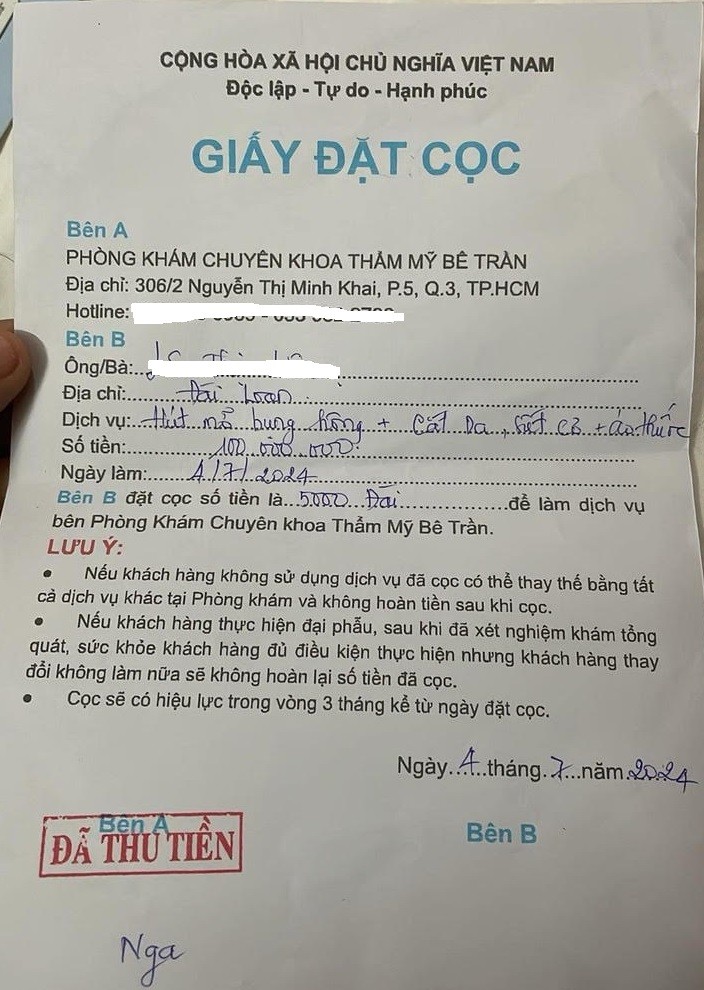 CỘNG HÒA XÃ HỘI CHỦ NGHĨA VIỆT NAM
Độc lập - Tự do - Hạnh phúc
GIẤY ĐẶT CỌC
Bên A
PHÒNG KHÁM CHUYÊN KHOA THẨM MỸ BÊ TRẦN
Địa chỉ: 306/2 Nguyễn Thị Minh Khai, P.5, Q.3, TP.HCM
Hotline:
Bên B
Ông/Bà:
Địa chỉ: Đài Loan
Dịch vụ: Hút mỡ bụng hông + Cắt Da, siết cơ + áo thuốc
Số tiền: 100.000.000
Ngày làm: 4/7/2024
Bên B đặt cọc số tiền là 5000 Đài để làm dịch vụ
bên Phòng Khám Chuyên khoa Thẩm Mỹ Bê Trần.
LƯU Ý:
• Nếu khách hàng không sử dụng dịch vụ đã cọc có thể thay thế bằng tất
cả dịch vụ khác tại Phòng khám và không hoàn tiền sau khi cọc.
• Nếu khách hàng thực hiện đại phẫu, sau khi đã xét nghiệm khám tổng
quát, sức khỏe khách hàng đủ điều kiện thực hiện nhưng khách hàng thay
đổi không làm nữa sẽ không hoàn lại số tiền đã cọc.
• Cọc sẽ có hiệu lực trong vòng 3 tháng kể từ ngày đặt cọc.
Ngày 4 tháng 7 năm 2024
Bên A
Bên B
ĐÃ THU TIỀN
Nga